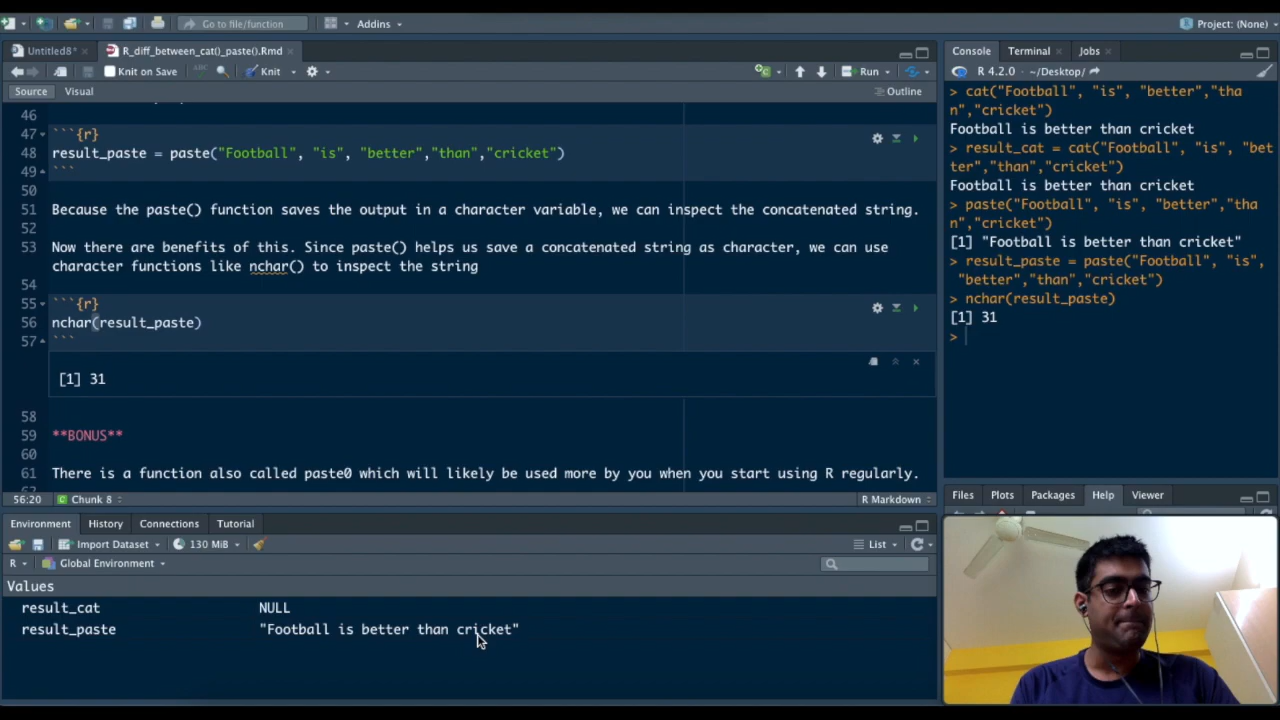 Go to file/function
Addins
Project: (None)
Untitled8*
R_diff_between_cat()_paste().Rmd
Knit on Save
ABC
Knit
Run
Source
Visual
Outline
46
47 ```{r}
48 result_paste = paste("Football", "is", "better","than","cricket")
49 ```
50
51 Because the paste() function saves the output in a character variable, we can inspect the concatenated string.
52
53 Now there are benefits of this. Since paste() helps us save a concatenated string as character, we can use
character functions like nchar() to inspect the string
54
55 ```{r}
56 nchar(result_paste)
57 ```
[1] 31
58
59 **BONUS**
60
61 There is a function also called paste0 which will likely be used more by you when you start using R regularly.
56:20
Chunk 8
R Markdown
Environment
History
Connections
Tutorial
Import Dataset
130 MiB
List
R
Global Environment
Values
result_cat NULL
result_paste "Football is better than cricket"
Console
Terminal
Jobs
R 4.2.0 · ~/Desktop/
> cat("Football", "is", "better","tha
n","cricket")
Football is better than cricket
> result_cat = cat("Football", "is", "bet
ter","than","cricket")
Football is better than cricket
> paste("Football", "is", "better","tha
n","cricket")
[1] "Football is better than cricket"
> result_paste = paste("Football", "is",
"better","than","cricket")
> nchar(result_paste)
[1] 31
>
Files
Plots
Packages
Help
Viewer